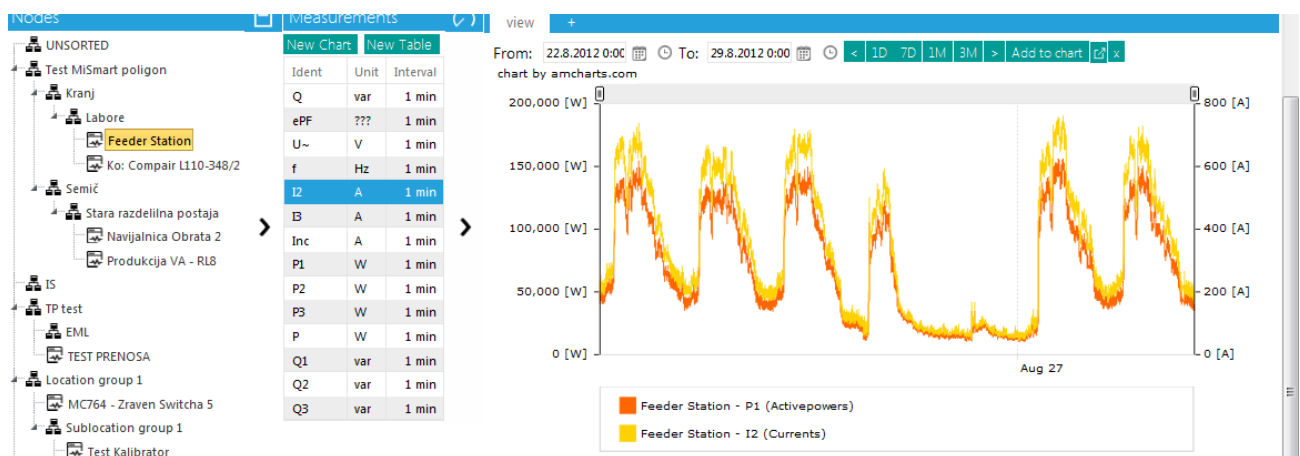 Nodes
UNSORTED
Test MiSmart poligon
Kranj
Labore
Feeder Station
Ko: Compair L110-348/2
Semič
Stara razdelilna postaja
Navijalnica Obrata 2
Produkcija VA - RL8
IS
TP test
EML
TEST PRENOSA
Location group 1
MC764 - Zraven Switcha 5
Sublocation group 1
Test Kalibrator
Measurements
New Chart New Table
Ident Unit Interval
Q var 1 min
ePF ??? 1 min
U~ V 1 min
f Hz 1 min
I2 A 1 min
I3 A 1 min
Inc A 1 min
P1 W 1 min
P2 W 1 min
P3 W 1 min
P W 1 min
Q1 var 1 min
Q2 var 1 min
Q3 var 1 min
view +
From: 22.8.2012 0:00 To: 29.8.2012 0:00 < 1D 7D 1M 3M > Add to chart x
chart by amcharts.com
200,000 [W] 800 [A]
150,000 [W] 600 [A]
100,000 [W] 400 [A]
50,000 [W] 200 [A]
0 [W] 0 [A]
Aug 27
Feeder Station - P1 (Activepowers)
Feeder Station - I2 (Currents)